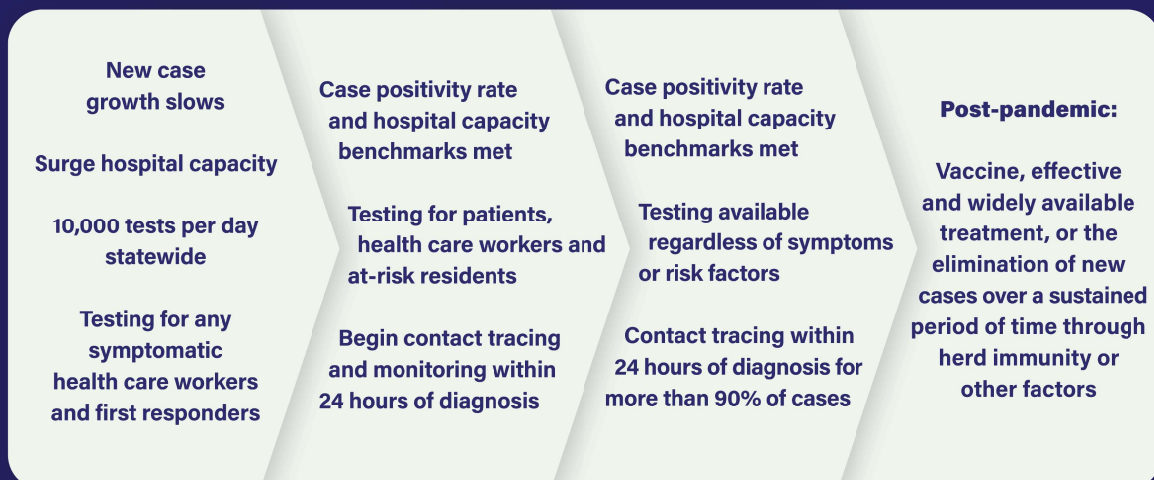 New case
growth slows
Surge hospital capacity
10,000 tests per day
statewide
Testing for any
symptomatic
health care workers
and first responders
Case positivity rate
and hospital capacity
benchmarks met
Testing for patients,
health care workers and
at-risk residents
Begin contact tracing
and monitoring within
24 hours of diagnosis
Case positivity rate
and hospital capacity
benchmarks met
Testing available
regardless of symptoms
or risk factors
Contact tracing within
24 hours of diagnosis for
more than 90% of cases
Post-pandemic:
Vaccine, effective
and widely available
treatment, or the
elimination of new
cases over a sustained
period of time through
herd immunity or
other factors